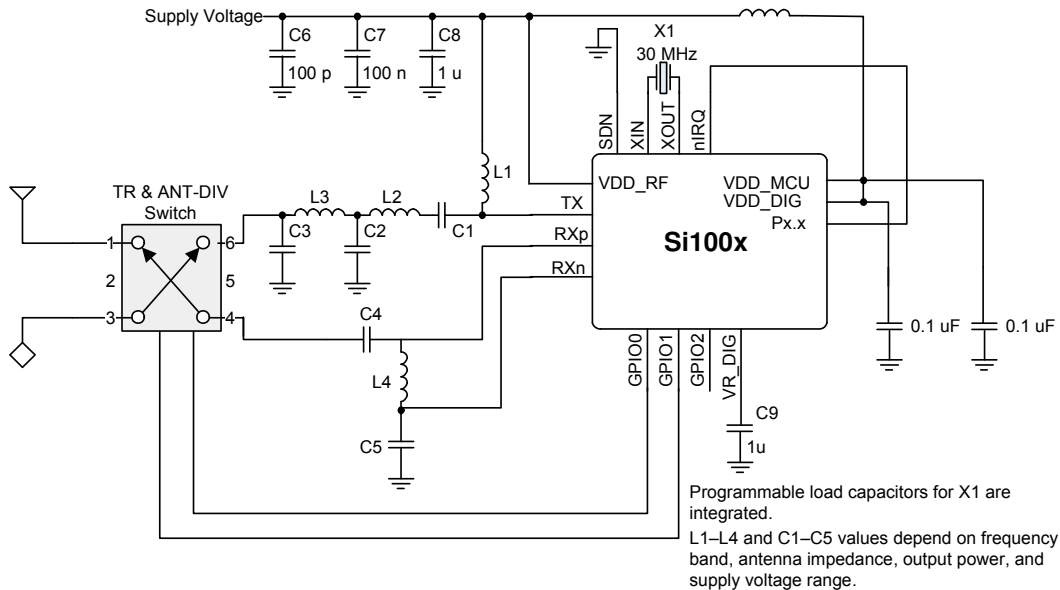 Supply Voltage
C6
100 p
C7
100 n
C8
1 u
X1
30 MHz
SDN
XIN
XOUT
nIRQ
L1
VDD_RF
TX
RXp
RXn
VDD_MCU
VDD_DIG
Px.x
Si100x
TR & ANT-DIV
Switch
1
2
3
6
5
4
L3
L2
C3
C2
C1
C4
L4
C5
GPIO0
GPIO1
GPIO2
VR_DIG
C9
1u
0.1 uF
0.1 uF
Programmable load capacitors for X1 are
integrated.
L1–L4 and C1–C5 values depend on frequency
band, antenna impedance, output power, and
supply voltage range.